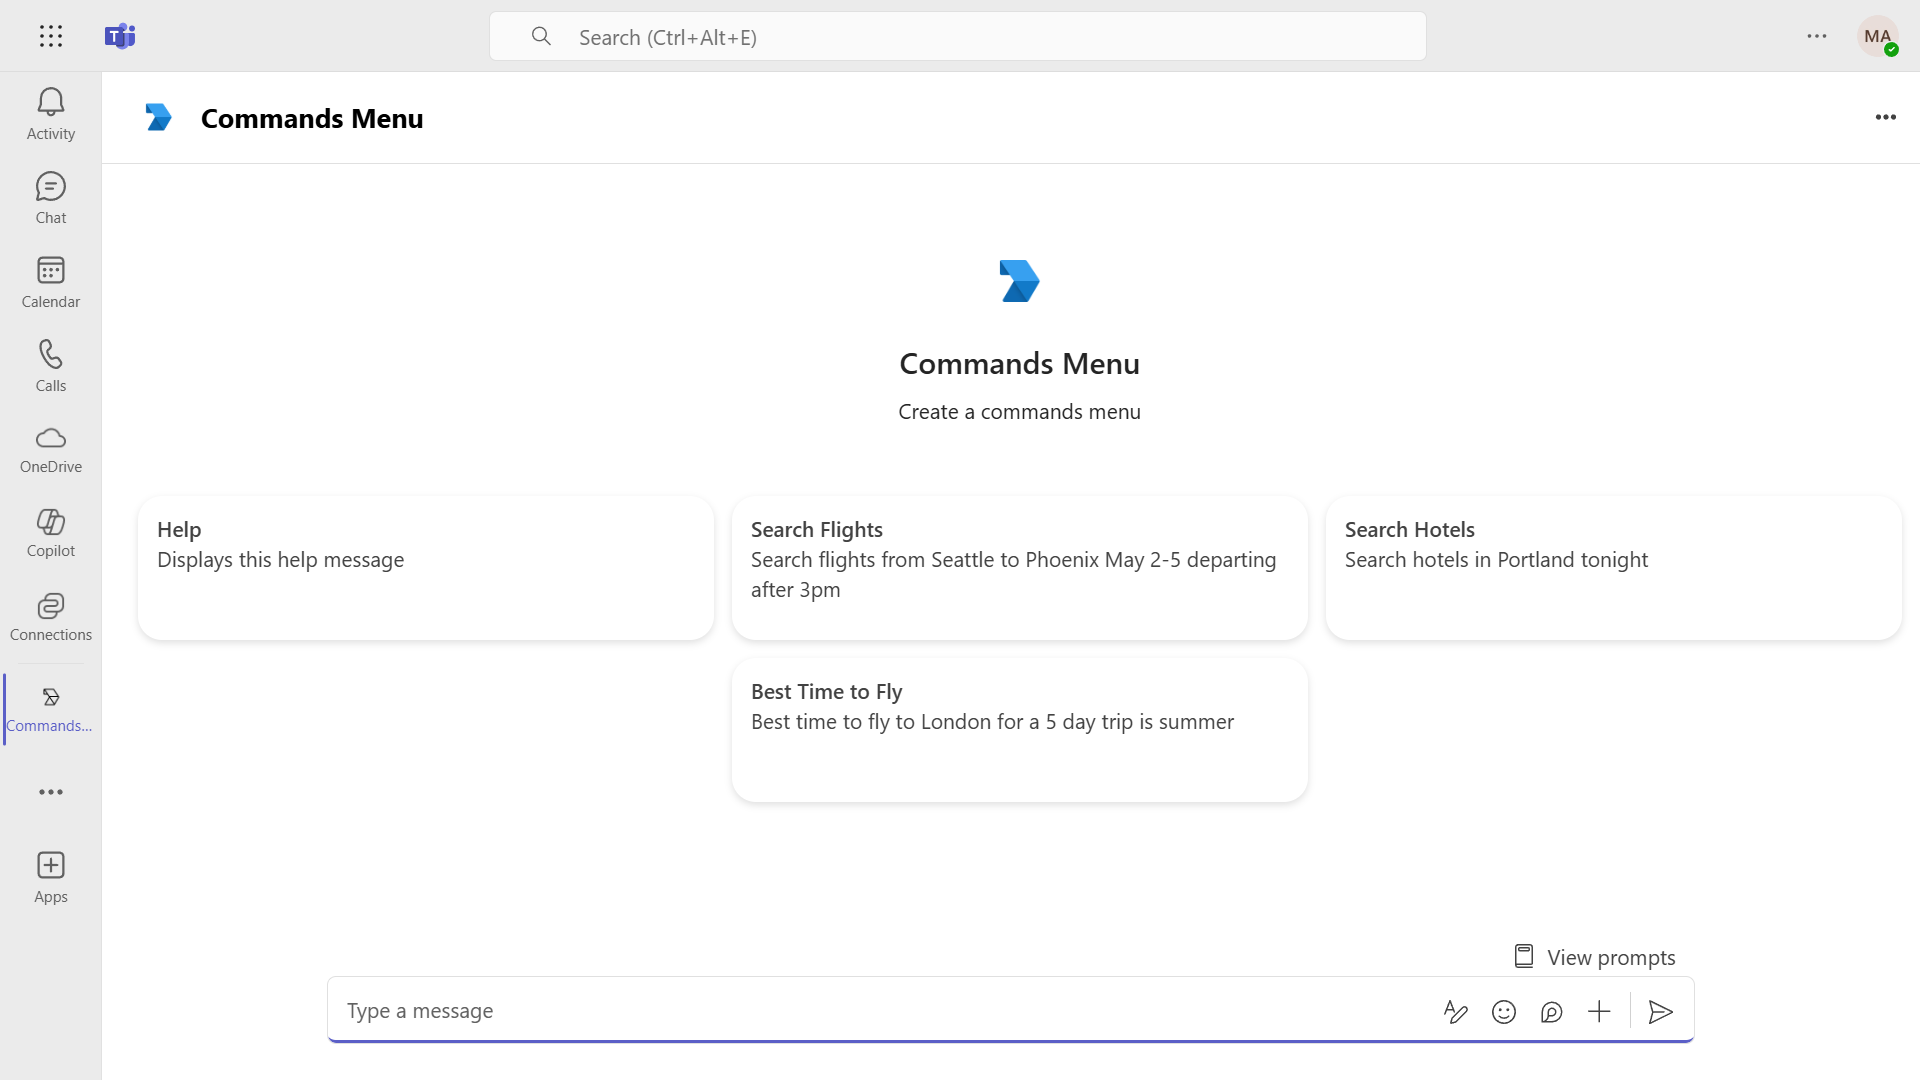 Search (Ctrl+Alt+E)
MA
Activity
Chat
Calendar
Calls
OneDrive
Copilot
Connections
Commands...
Apps
Commands Menu
Commands Menu
Create a commands menu
Help
Displays this help message
Search Flights
Search flights from Seattle to Phoenix May 2-5 departing
after 3pm
Search Hotels
Search hotels in Portland tonight
Best Time to Fly
Best time to fly to London for a 5 day trip is summer
View prompts
Type a message